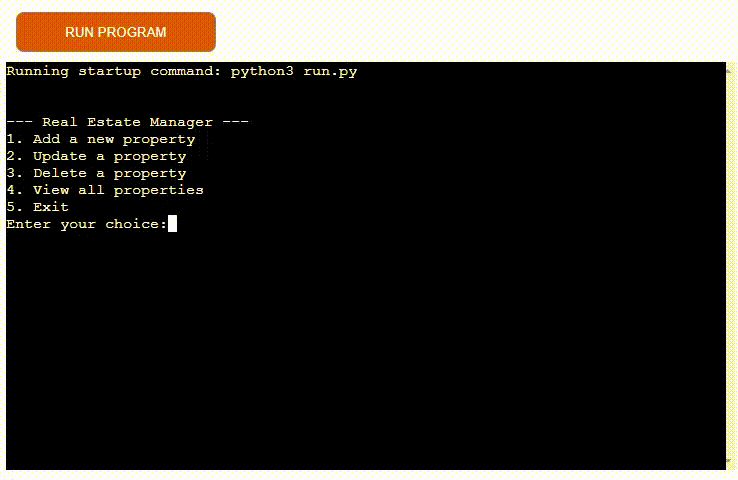 RUN PROGRAM
Running startup command: python3 run.py
--- Real Estate Manager ---
1. Add a new property
2. Update a property
3. Delete a property
4. View all properties
5. Exit
Enter your choice: